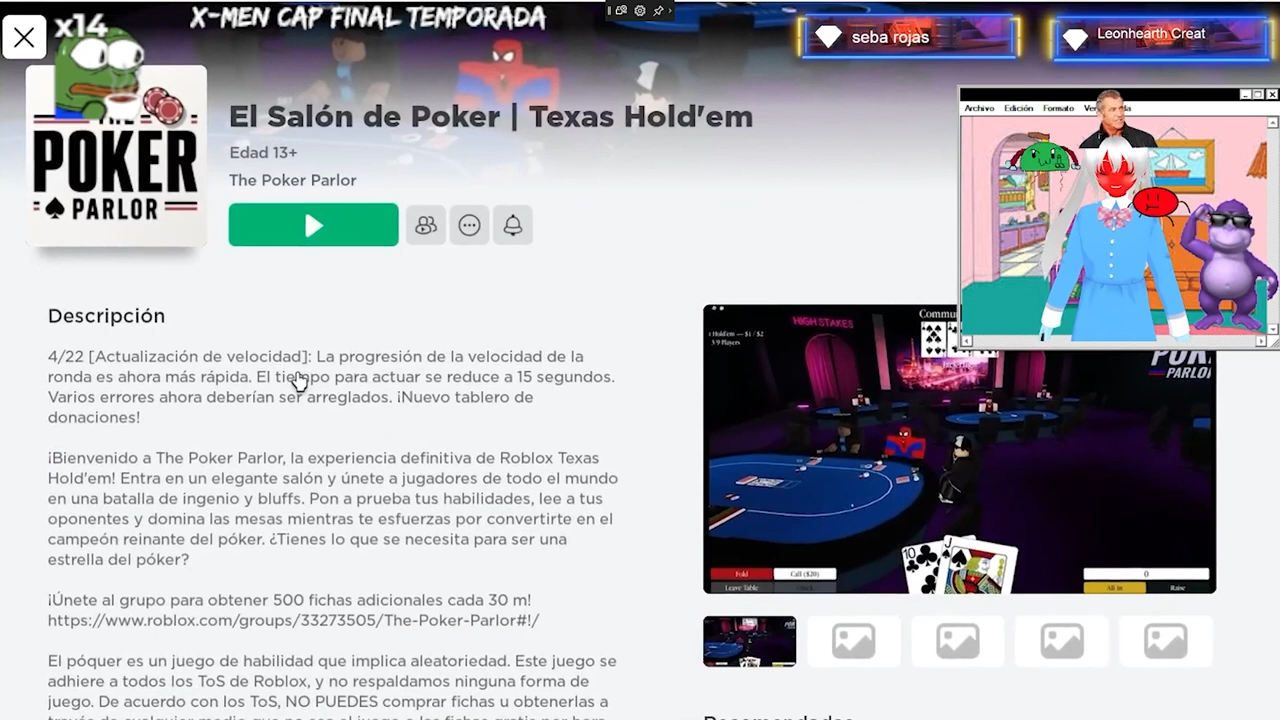 X-MEN CAP FINAL TEMPORADA
x14
seba rojas
Leonhearth Creat
Archivo Edición Formato
POKER
PARLOR
El Salón de Poker | Texas Hold'em
Edad 13+
The Poker Parlor
Descripción
4/22 [Actualización de velocidad]: La progresión de la velocidad de la
ronda es ahora más rápida. El tiempo para actuar se reduce a 15 segundos.
Varios errores ahora deberían ser arreglados. ¡Nuevo tablero de
donaciones!
¡Bienvenido a The Poker Parlor, la experiencia definitiva de Roblox Texas
Hold'em! Entra en un elegante salón y únete a jugadores de todo el mundo
en una batalla de ingenio y bluffs. Pon a prueba tus habilidades, lee a tus
oponentes y domina las mesas mientras te esfuerzas por convertirte en el
campeón reinante del póker. ¿Tienes lo que se necesita para ser una
estrella del póker?
¡Únete al grupo para obtener 500 fichas adicionales cada 30 m!
https://www.roblox.com/groups/33273505/The-Poker-Parlor#!/
El póquer es un juego de habilidad que implica aleatoriedad. Este juego se
adhiere a todos los ToS de Roblox, y no respaldamos ninguna forma de
juego. De acuerdo con los ToS, NO PUEDES comprar fichas u obtenerlas a
HIGH STAKES
Commu
Hold'em — $1 / $2
Players
POKER
PARLOR
10
J
Fold
Call ($20)
Leave Table
0
All in
Raise